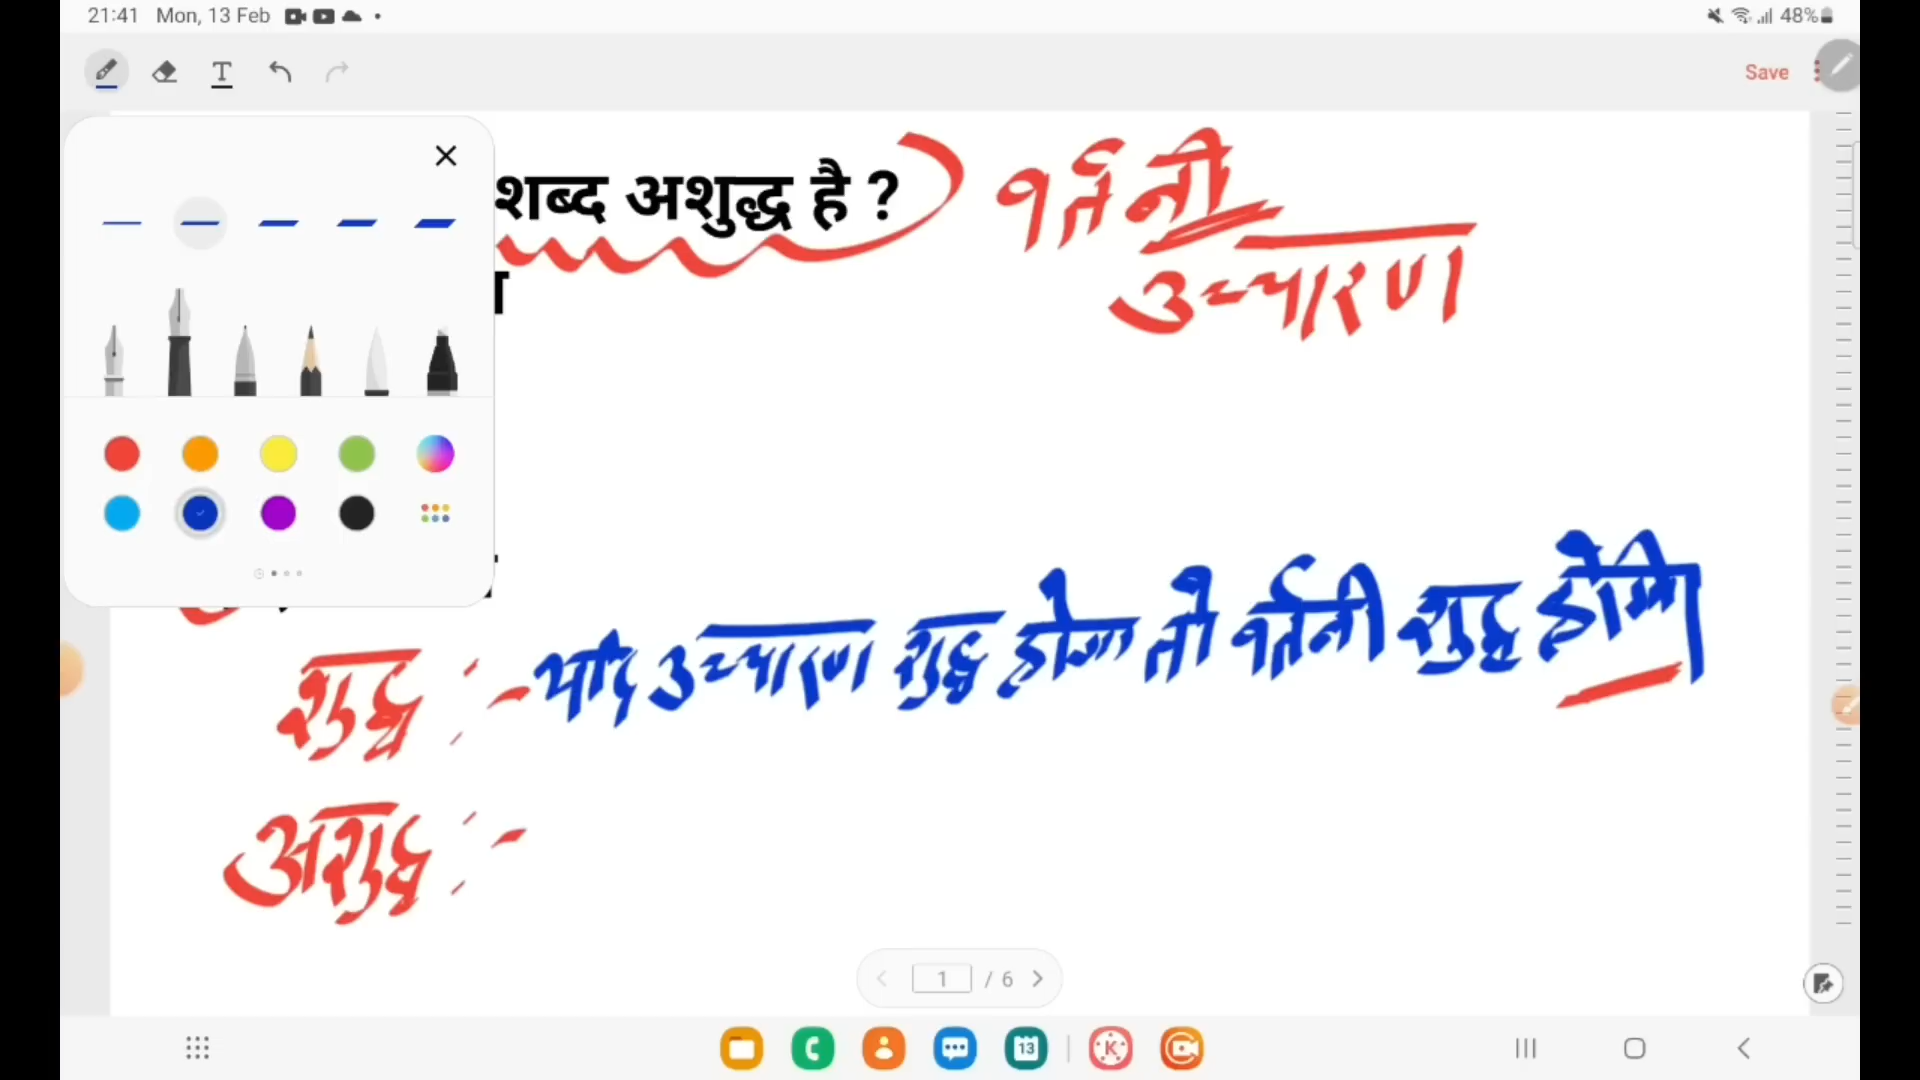 21:41 Mon, 13 Feb
48%
T
Save
शब्द अशुद्ध है ?
वर्तनी
उच्चारण
शुद्ध :- यदि उच्चारण शुद्ध होगा तो वर्तनी शुद्ध होगी
अशुद्ध :-
1 / 6
13
K